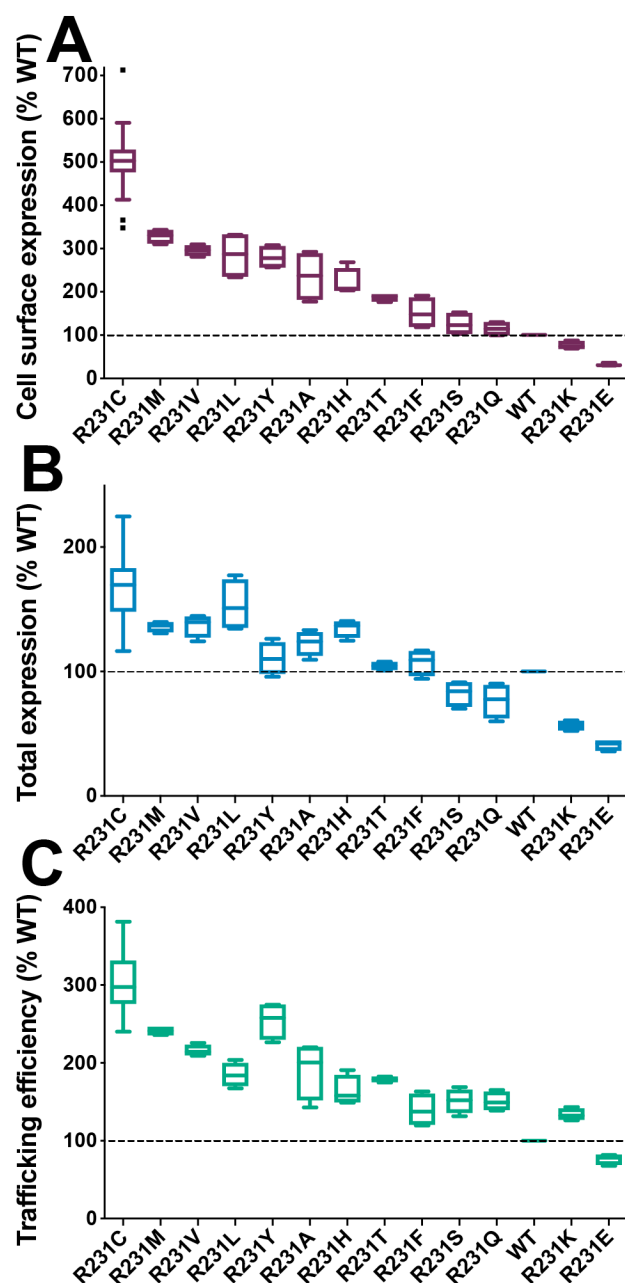 A
Cell surface expression (% WT)
700
600
500
400
300
200
100
0
R231C
R231M
R231V
R231L
R231Y
R231A
R231H
R231T
R231F
R231S
R231Q
WT
R231K
R231E
B
Total expression (% WT)
200
100
0
R231C
R231M
R231V
R231L
R231Y
R231A
R231H
R231T
R231F
R231S
R231Q
WT
R231K
R231E
C
Trafficking efficiency (% WT)
400
300
200
100
0
R231C
R231M
R231V
R231L
R231Y
R231A
R231H
R231T
R231F
R231S
R231Q
WT
R231K
R231E